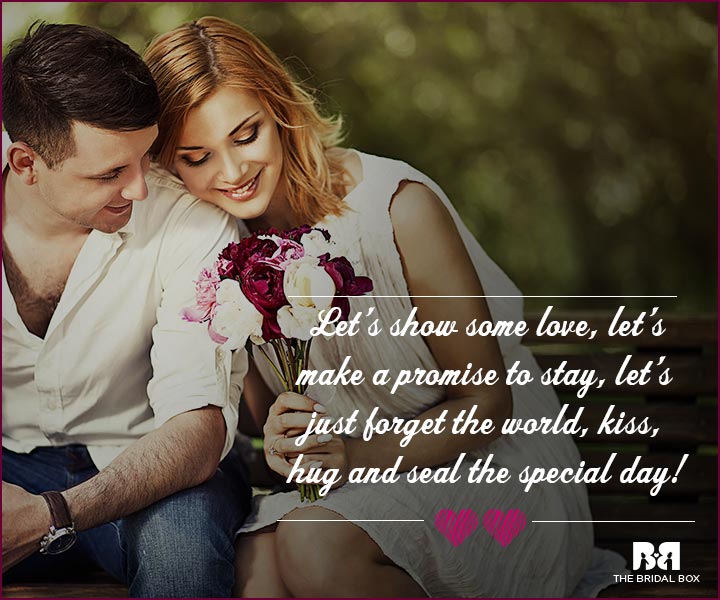 Let's show some love, let's
make a promise to stay, let's
just forget the world, kiss,
hug and seal the special day!
B&B
THE BRIDAL BOX